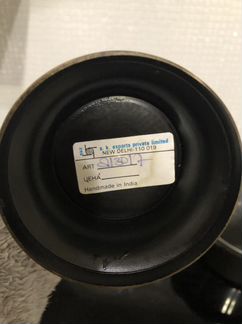 s. k. exports private limited
NEW DELHI-110 019
ART
ЦЕНА
Handmade in India